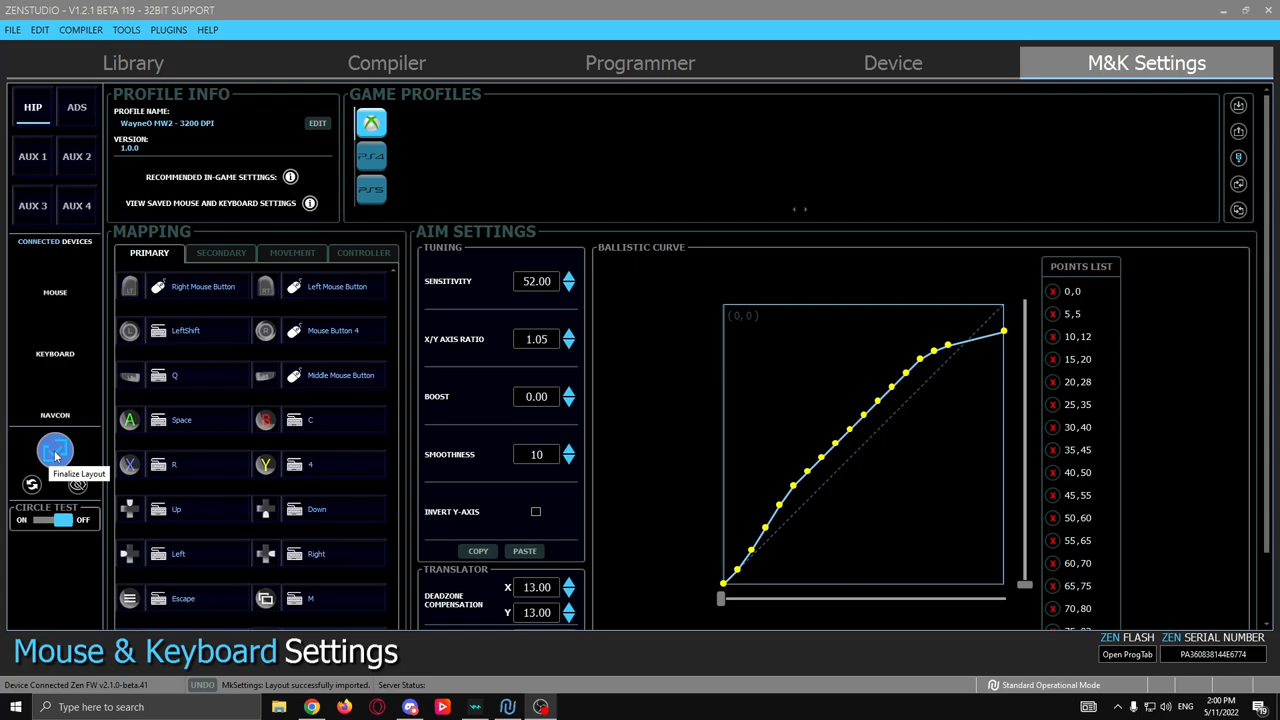 ZENSTUDIO - V1.2.1 BETA 119 - 32BIT SUPPORT
FILE EDIT COMPILER TOOLS PLUGINS HELP
Library Compiler Programmer Device M&K Settings
HIP ADS
AUX 1 AUX 2
AUX 3 AUX 4
CONNECTED DEVICES
MOUSE
KEYBOARD
NAVCON
Finalize Layout
CIRCLE TEST
ON OFF
PROFILE INFO
PROFILE NAME:
WayneO MW2 - 3200 DPI
EDIT
VERSION:
1.0.0
RECOMMENDED IN-GAME SETTINGS:
VIEW SAVED MOUSE AND KEYBOARD SETTINGS
GAME PROFILES
PS4
PS5
MAPPING
PRIMARY SECONDARY MOVEMENT CONTROLLER
LT Right Mouse Button RT Left Mouse Button
L LeftShift R Mouse Button 4
Q Middle Mouse Button
A Space B C
X R Y 4
Up Down
Left Right
Escape M
AIM SETTINGS
TUNING
SENSITIVITY 52.00
X/Y AXIS RATIO 1.05
BOOST 0.00
SMOOTHNESS 10
INVERT Y-AXIS
COPY PASTE
TRANSLATOR
DEADZONE
COMPENSATION
X 13.00
Y 13.00
BALLISTIC CURVE
(0,0)
POINTS LIST
X 0,0
X 5,5
X 10,12
X 15,20
X 20,28
X 25,35
X 30,40
X 35,45
X 40,50
X 45,55
X 50,60
X 55,65
X 60,70
X 65,75
X 70,80
Mouse & Keyboard Settings
ZEN FLASH ZEN SERIAL NUMBER
Open ProgTab PA360838144E6774
Device Connected Zen FW v2.1.0-beta.41 UNDO MkSettings: Layout successfully imported. Server Status: Standard Operational Mode
Type here to search
ENG
2:00 PM
5/11/2022
19